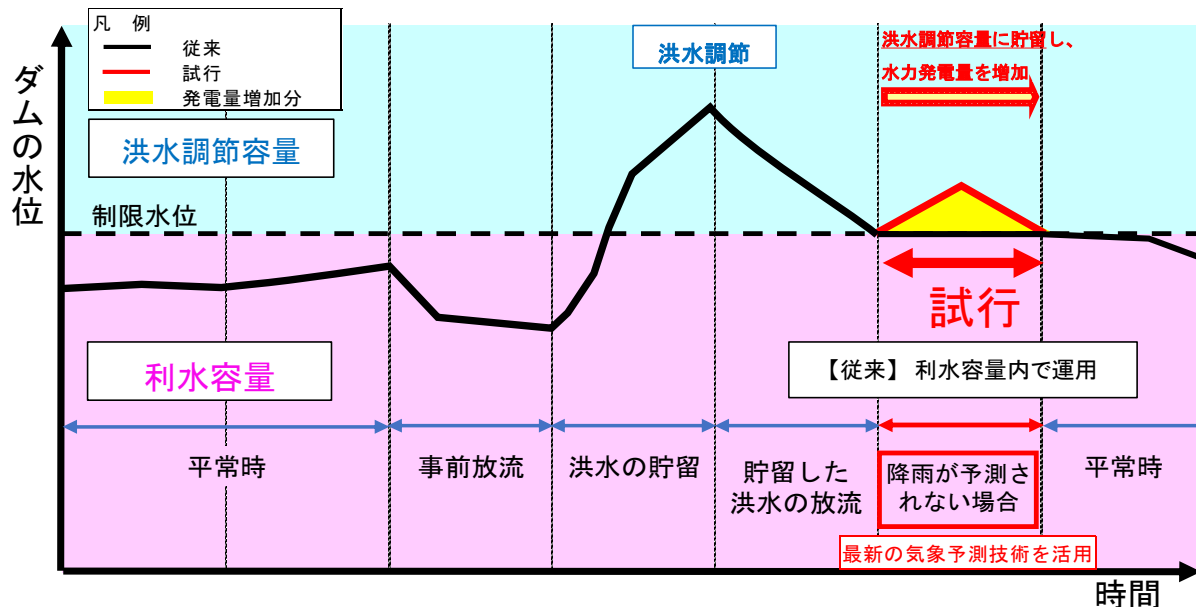 凡 例
従来
試行
発電量増加分
洪水調節
洪水調節容量に貯留し、
水力発電量を増加
ダムの水位
洪水調節容量
制限水位
試行
利水容量
【従来】 利水容量内で運用
平常時
事前放流
洪水の貯留
貯留した
洪水の放流
降雨が予測さ
れない場合
平常時
最新の気象予測技術を活用
時間